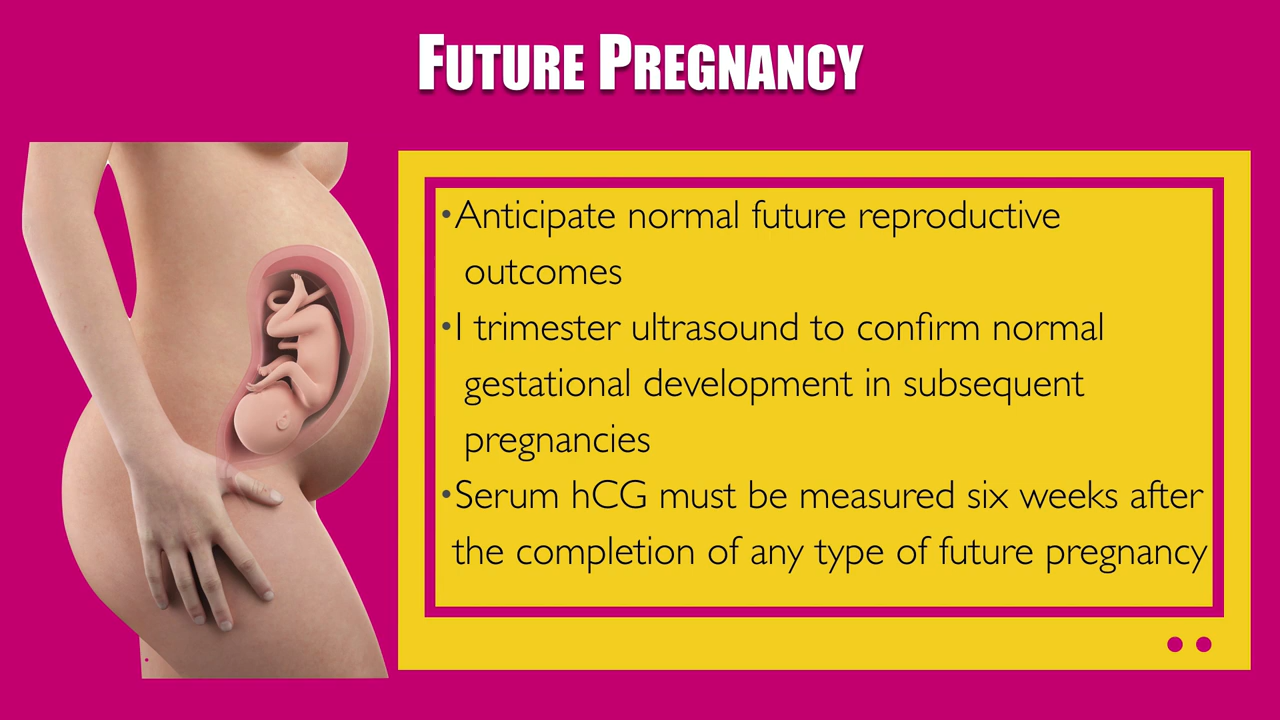 FUTURE PREGNANCY
•Anticipate normal future reproductive
outcomes
•I trimester ultrasound to confirm normal
gestational development in subsequent
pregnancies
•Serum hCG must be measured six weeks after
the completion of any type of future pregnancy